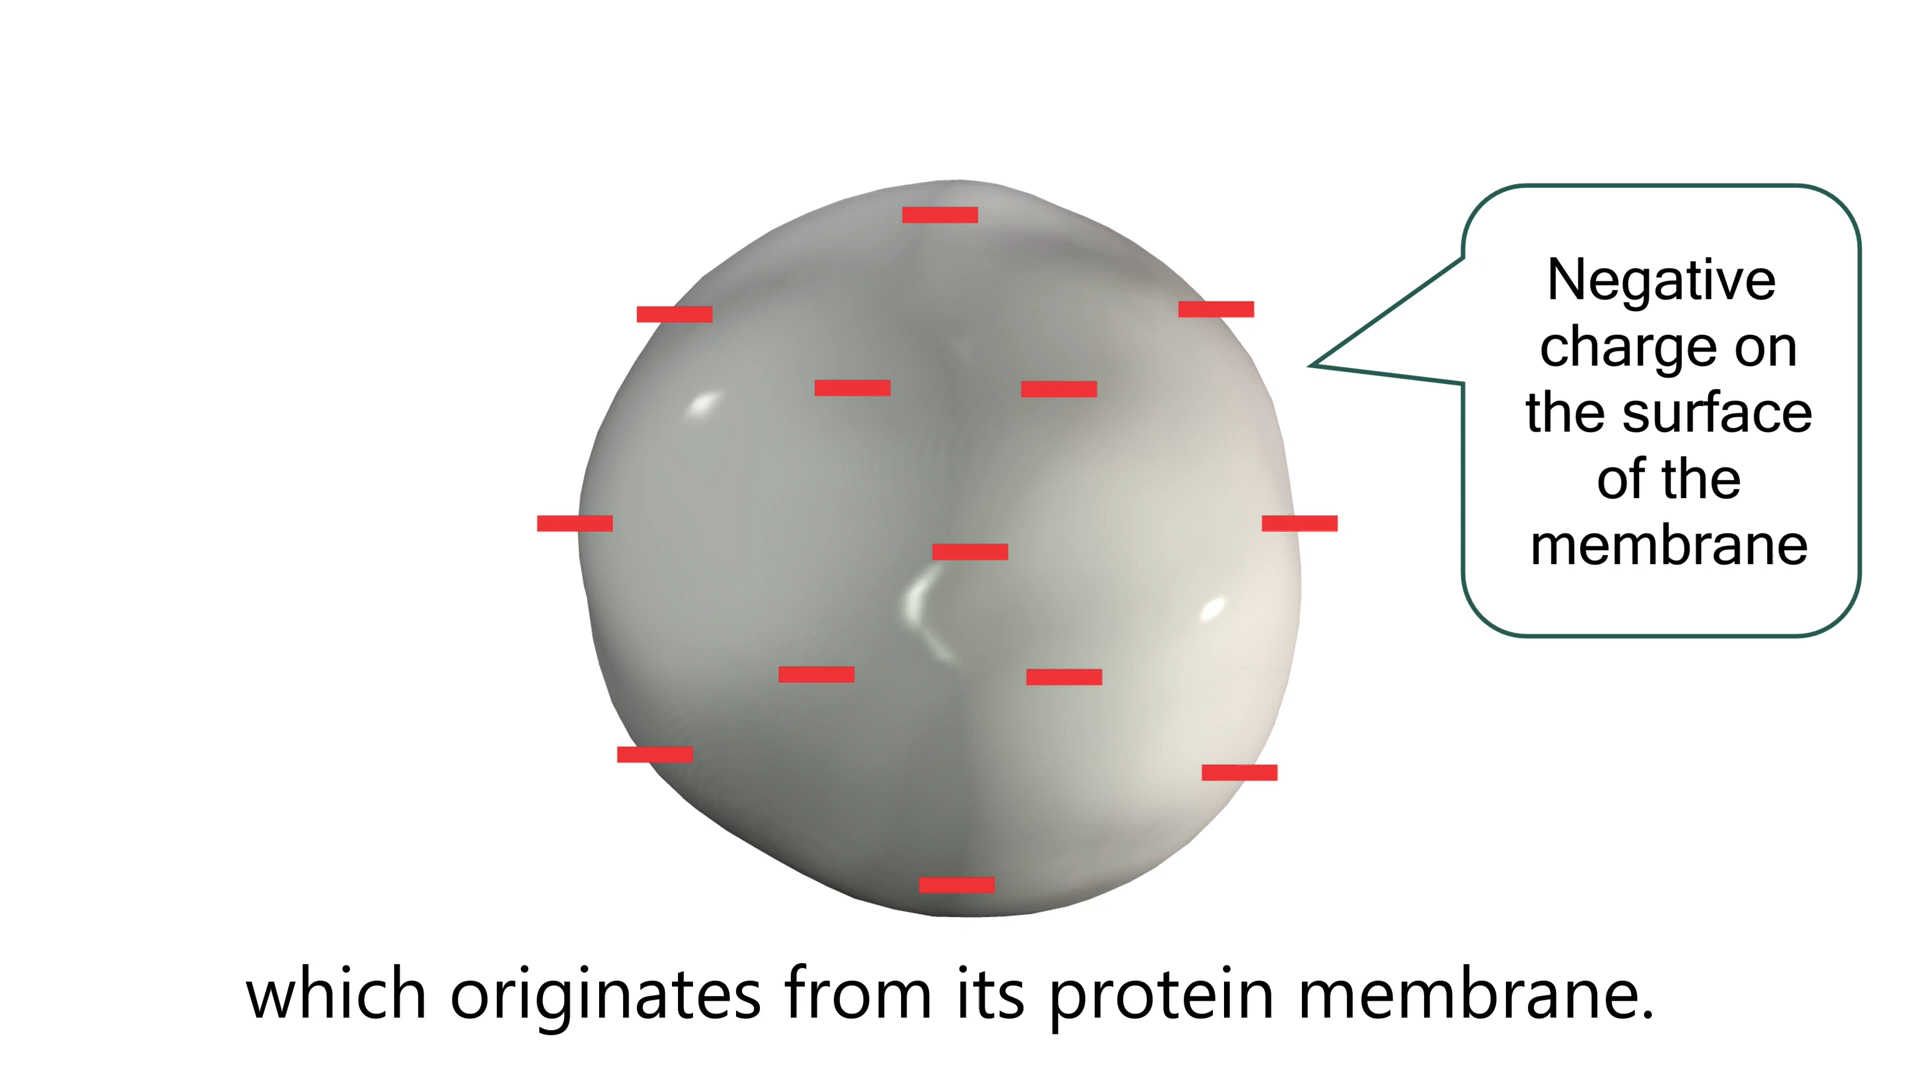 Negative
charge on
the surface
of the
membrane
which originates from its protein membrane.